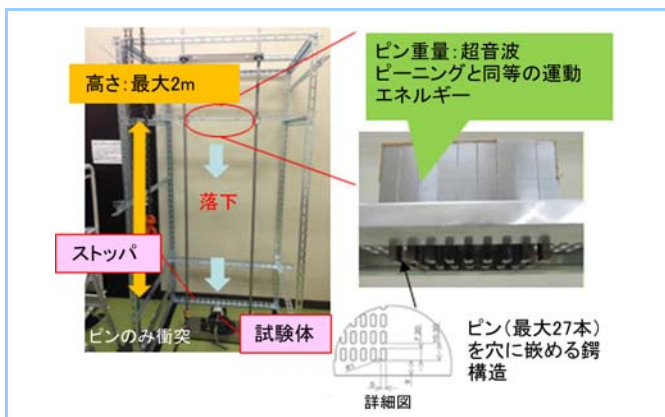 高さ:最大2m
落下
ストッパ
ピンのみ衝突
試験体
ピン重量:超音波
ピーニングと同等の運動
エネルギー
ピン(最大27本)
を穴に嵌める鍔
構造
詳細図